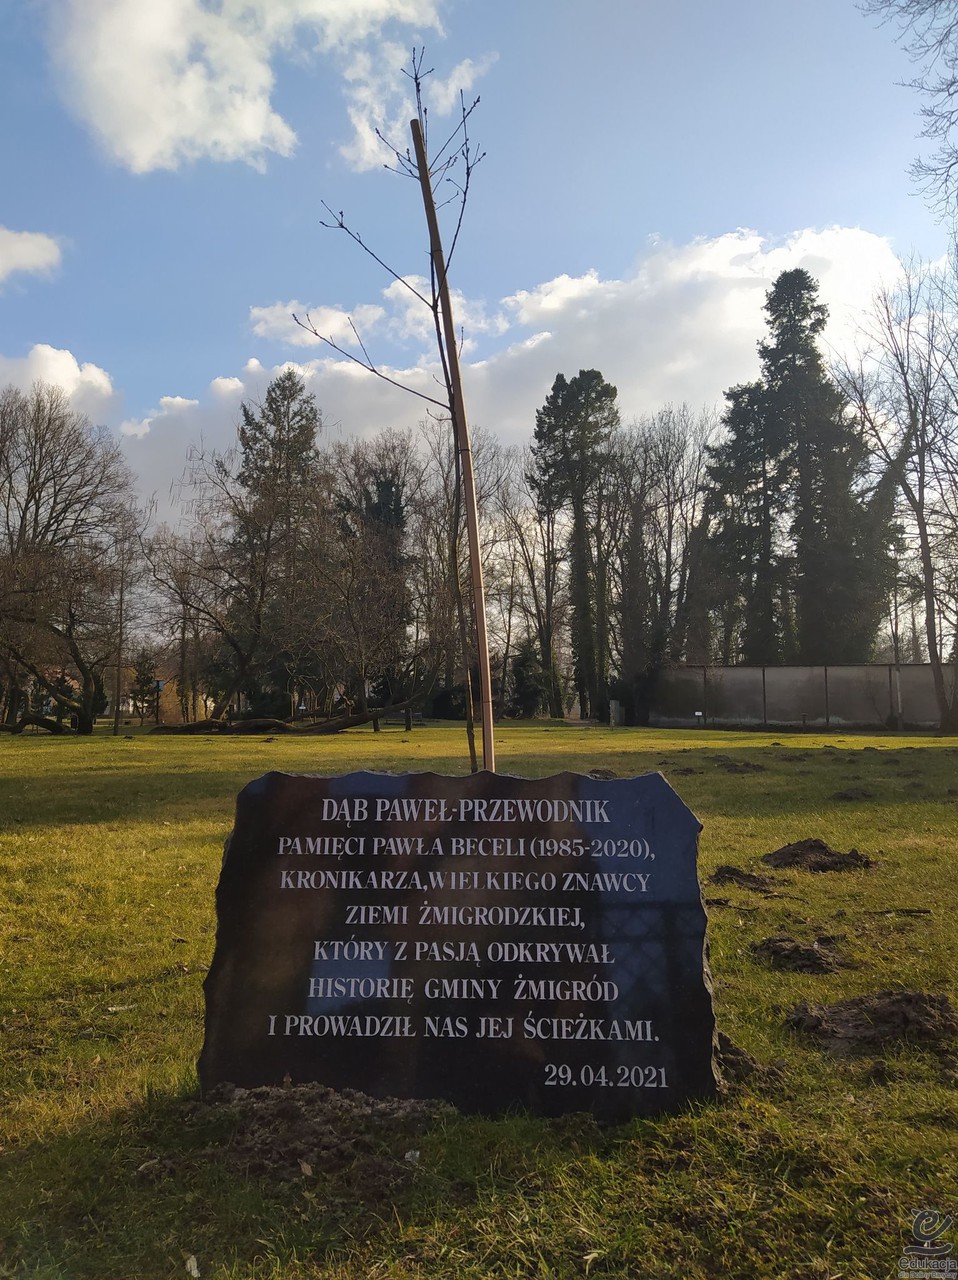 DĄB PAWEŁ-PRZEWODNIK
PAMIĘCI PAWŁA BECELI (1985-2020),
KRONIKARZA, WIELKIEGO ZNAWCY
ZIEMI ŻMIGRODZKIEJ,
KTÓRY Z PASJĄ ODKRYWAŁ
HISTORIĘ GMINY ŻMIGRÓD
I PROWADZIŁ NAS JEJ ŚCIEŻKAMI.
29.04.2021
edukacja